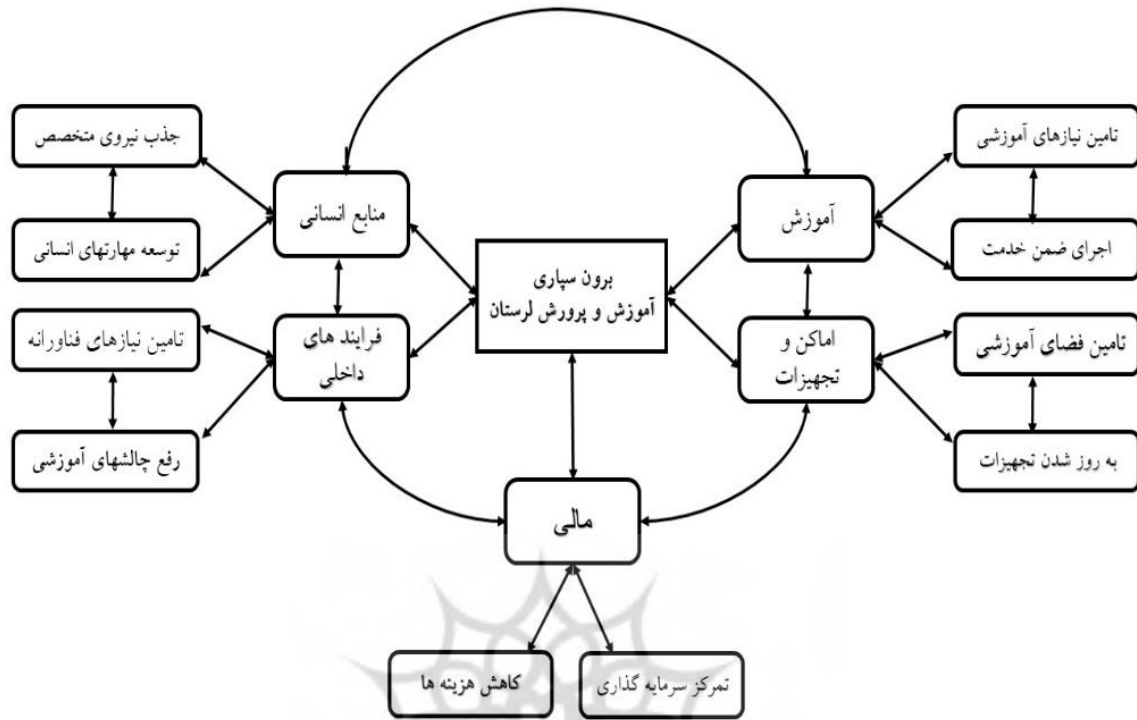 تامین نیازهای آموزشی
اجرای ضمن خدمت
آموزش
تامین فضای آموزشی
به روز شدن تجهیزات
اماکن و
تجهیزات
برون سپاری
آموزش و پرورش لرستان
منابع انسانی
جذب نیروی متخصص
توسعه مهارتهای انسانی
فرایند های
داخلی
تامین نیازهای فناورانه
رفع چالشهای آموزشی
مالی
تمرکز سرمایه گذاری
کاهش هزینه ها